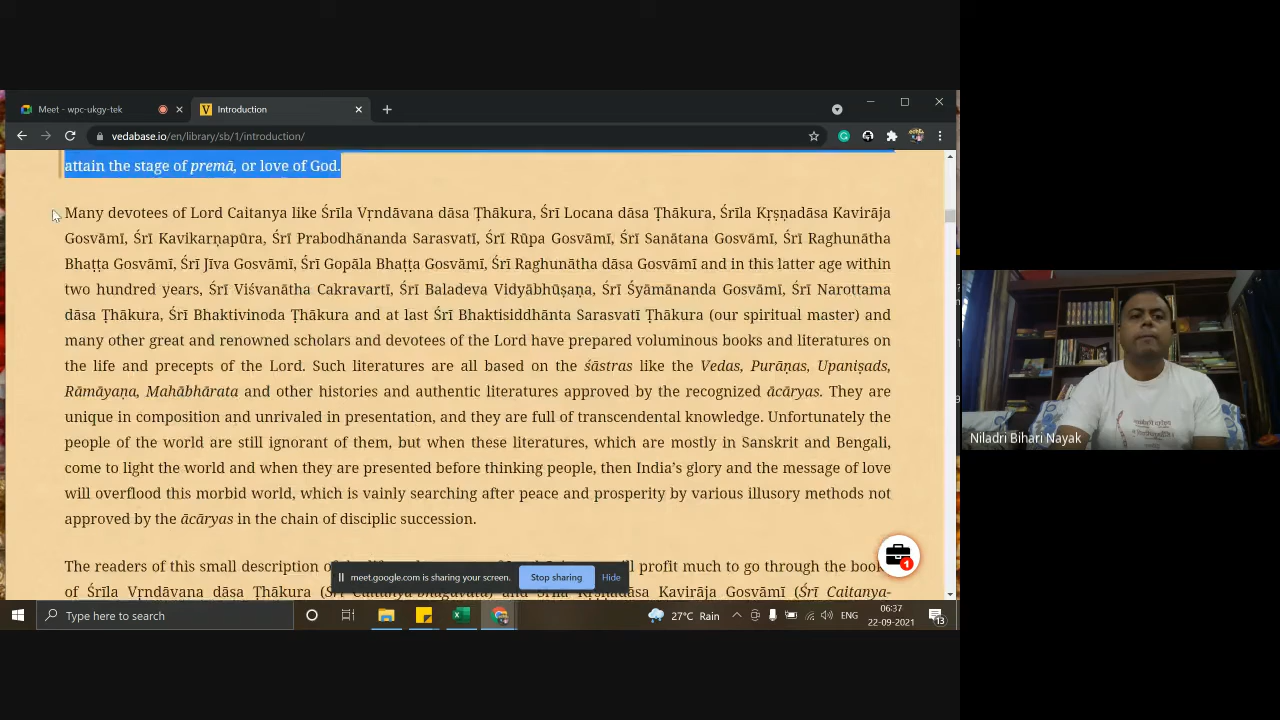 Meet - wpc-ukgy-tek
Introduction
vedabase.io/en/library/sb/1/introduction/
attain the stage of premā, or love of God.
Many devotees of Lord Caitanya like Śrīla Vṛndāvana dāsa Ṭhākura, Śrī Locana dāsa Ṭhākura, Śrīla Kṛṣṇadāsa Kavirāja
Gosvāmī, Śrī Kavikarṇapūra, Śrī Prabodhānanda Sarasvatī, Śrī Rūpa Gosvāmī, Śrī Sanātana Gosvāmī, Śrī Raghunātha
Bhaṭṭa Gosvāmī, Śrī Jīva Gosvāmī, Śrī Gopāla Bhaṭṭa Gosvāmī, Śrī Raghunātha dāsa Gosvāmī and in this latter age within
two hundred years, Śrī Viśvanātha Cakravartī, Śrī Baladeva Vidyābhūṣaṇa, Śrī Śyāmānanda Gosvāmī, Śrī Narottama
dāsa Ṭhākura, Śrī Bhaktivinoda Ṭhākura and at last Śrī Bhaktisiddhānta Sarasvatī Ṭhākura (our spiritual master) and
many other great and renowned scholars and devotees of the Lord have prepared voluminous books and literatures on
the life and precepts of the Lord. Such literatures are all based on the śāstras like the Vedas, Purāṇas, Upaniṣads,
Rāmāyaṇa, Mahābhārata and other histories and authentic literatures approved by the recognized ācāryas. They are
unique in composition and unrivaled in presentation, and they are full of transcendental knowledge. Unfortunately the
people of the world are still ignorant of them, but when these literatures, which are mostly in Sanskrit and Bengali,
come to light the world and when they are presented before thinking people, then India's glory and the message of love
will overflood this morbid world, which is vainly searching after peace and prosperity by various illusory methods not
approved by the ācāryas in the chain of disciplic succession.
The readers of this small description profit much to go through the
of Śrīla Vṛndāvana dāsa Ṭhākura Kavirāja Gosvāmī (Śrī Caitanya-
meet.google.com is sharing your screen. Stop sharing Hide
1
Type here to search
27°C Rain
ENG
06:37
22-09-2021
13
Niladri Bihari Nayak